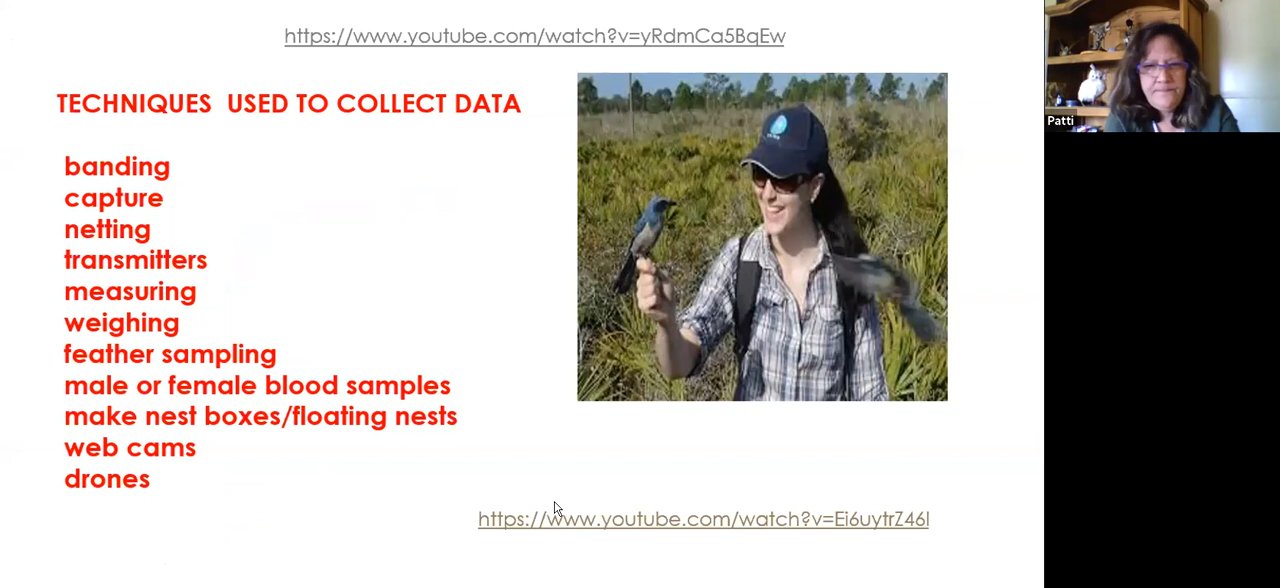 https://www.youtube.com/watch?v=yRdmCa5BqEw
TECHNIQUES USED TO COLLECT DATA
banding
capture
netting
transmitters
measuring
weighing
feather sampling
male or female blood samples
make nest boxes/floating nests
web cams
drones
https://www.youtube.com/watch?v=Ei6uytrZ46I
Patti